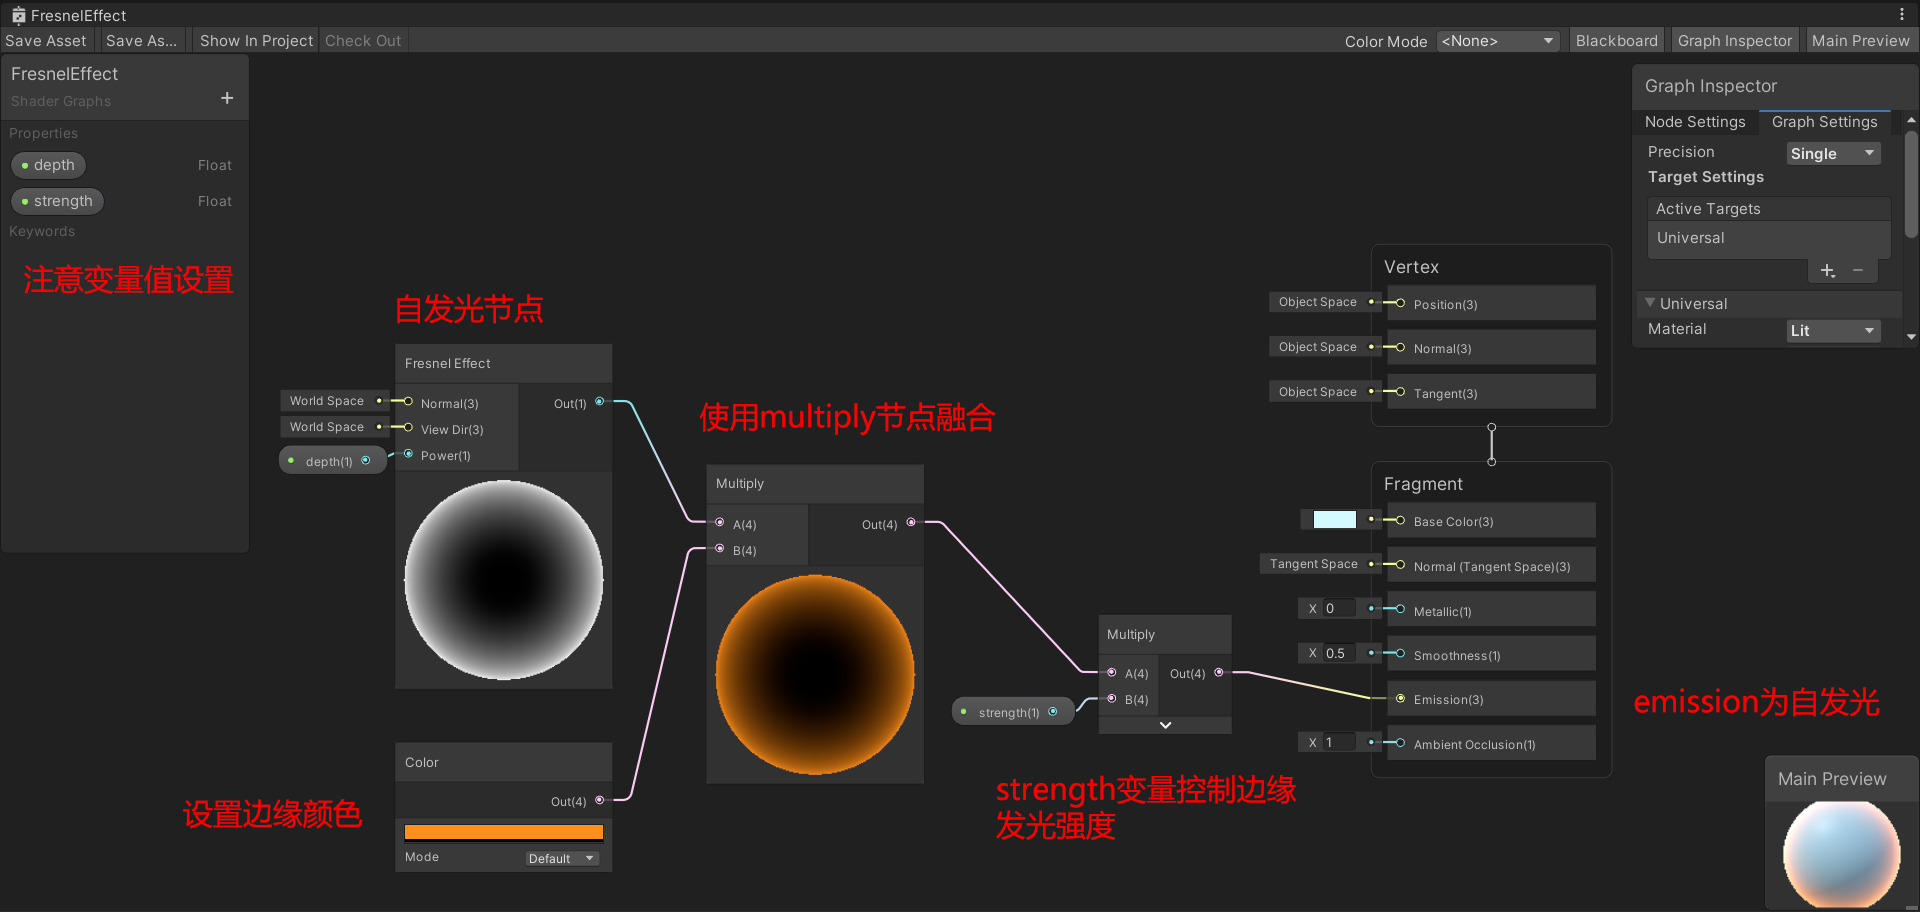 FresnelEffect
Save Asset
Save As...
Show In Project
Check Out
Color Mode
<None>
Blackboard
Graph Inspector
Main Preview
FresnelEffect
Shader Graphs
+
Properties
depth
Float
strength
Float
Keywords
注意变量值设置
自发光节点
Fresnel Effect
World Space
Normal(3)
Out(1)
World Space
View Dir(3)
depth(1)
Power(1)
使用multiply节点融合
Multiply
A(4)
Out(4)
B(4)
设置边缘颜色
Color
Out(4)
Mode
Default
Multiply
A(4)
Out(4)
B(4)
strength(1)
strength变量控制边缘
发光强度
Vertex
Object Space
Position(3)
Object Space
Normal(3)
Object Space
Tangent(3)
Fragment
Base Color(3)
Tangent Space
Normal (Tangent Space)(3)
X 0
Metallic(1)
X 0.5
Smoothness(1)
Emission(3)
X 1
Ambient Occlusion(1)
emission为自发光
Graph Inspector
Node Settings
Graph Settings
Precision
Single
Target Settings
Active Targets
Universal
+ −
Universal
Material
Lit
Main Preview